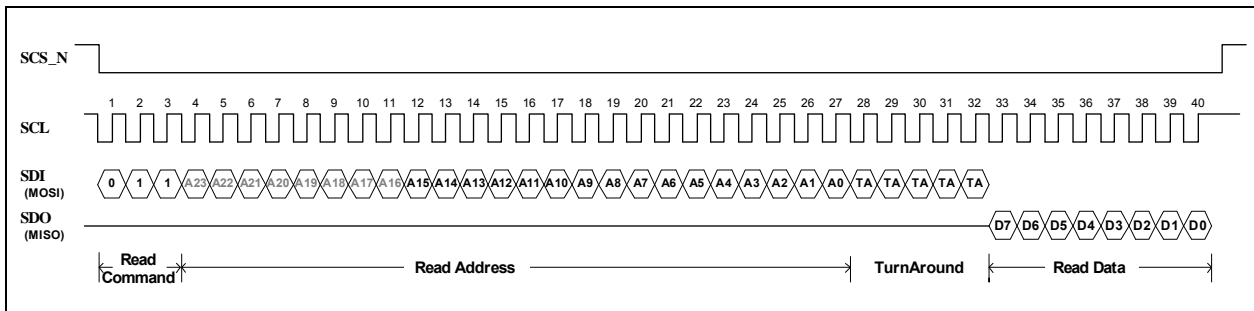 SCS_N
1 2 3 4 5 6 7 8 9 10 11 12 13 14 15 16 17 18 19 20 21 22 23 24 25 26 27 28 29 30 31 32 33 34 35 36 37 38 39 40
SCL
SDI 0 1 1 A23 A22 A21 A20 A19 A18 A17 A16 A15 A14 A13 A12 A11 A10 A9 A8 A7 A6 A5 A4 A3 A2 A1 A0 TA TA TA TA TA
(MOSI)
SDO D7 D6 D5 D4 D3 D2 D1 D0
(MISO)
Read Command Read Address TurnAround Read Data